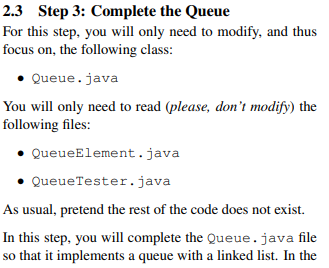 2.3 Step 3: Complete the Queue
For this step, you will only need to modify, and thus
focus on, the following class:
• Queue.java
You will only need to read (please, don't modify) the
following files:
• QueueElement.java
• QueueTester.java
As usual, pretend the rest of the code does not exist.
In this step, you will complete the Queue.java file
so that it implements a queue with a linked list. In the